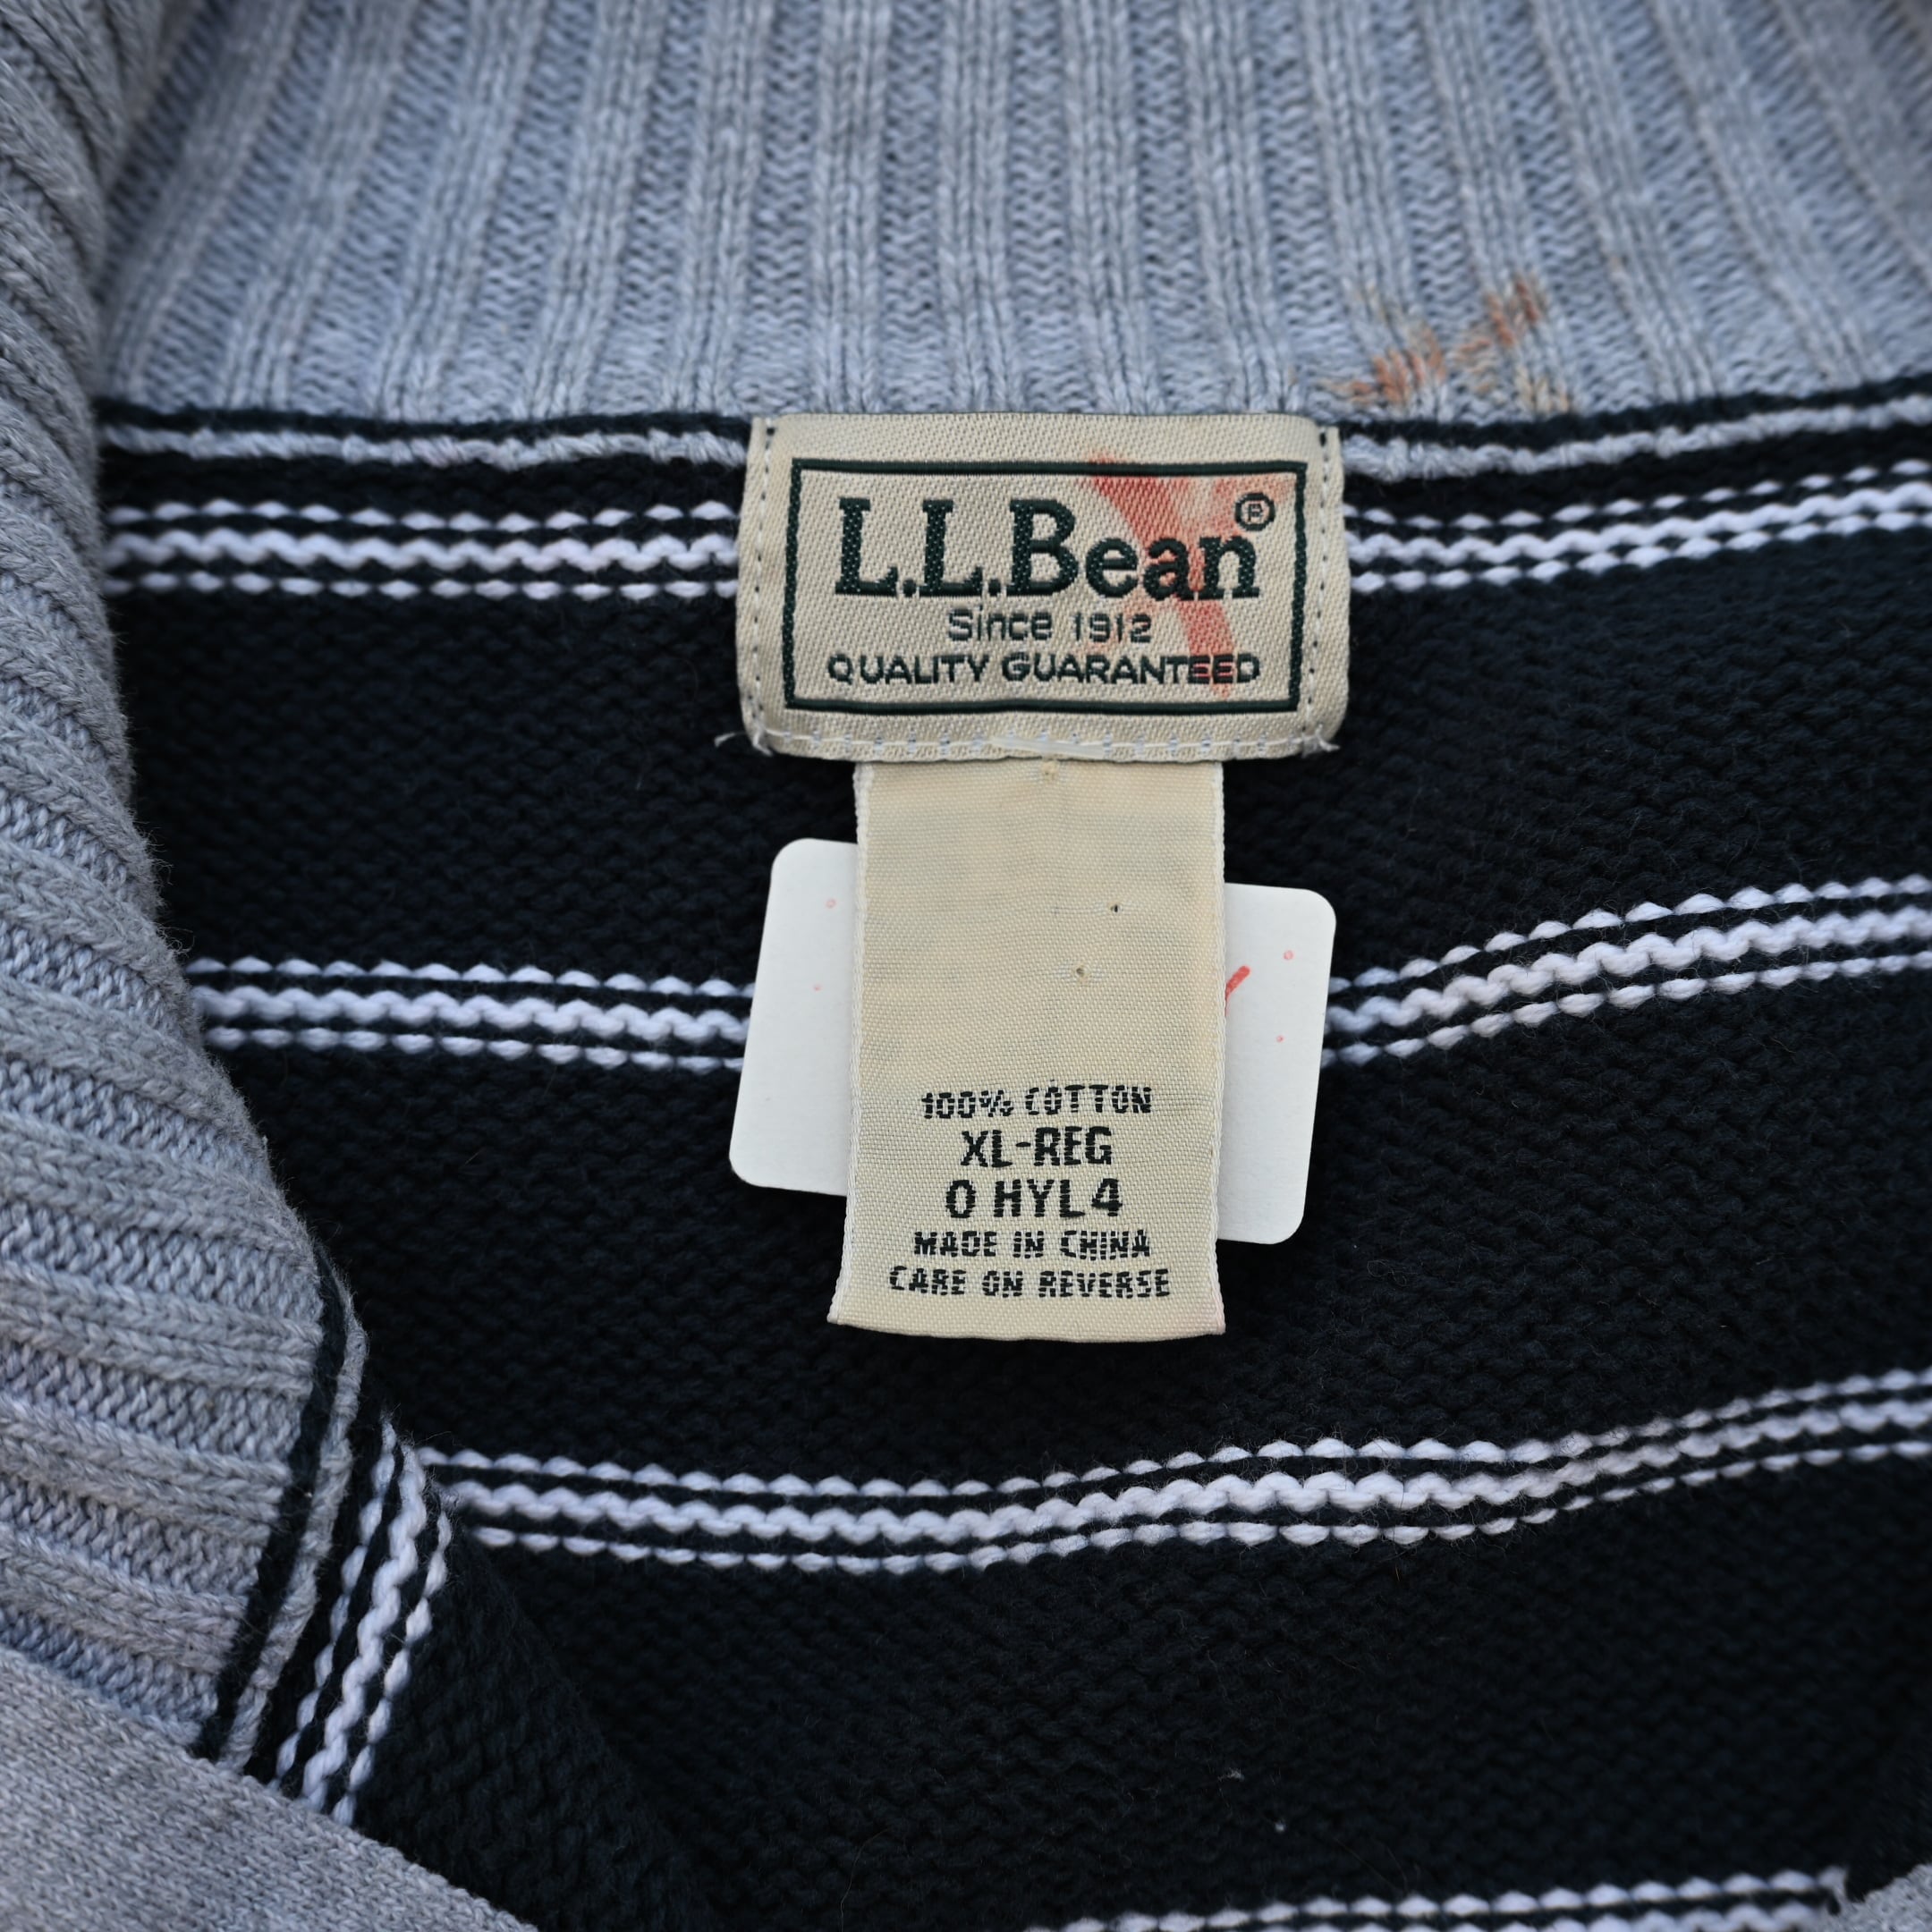 L.L.Bean®
Since 1912
QUALITY GUARANTEED
100% COTTON
XL-REG
0 HYL4
MADE IN CHINA
CARE ON REVERSE